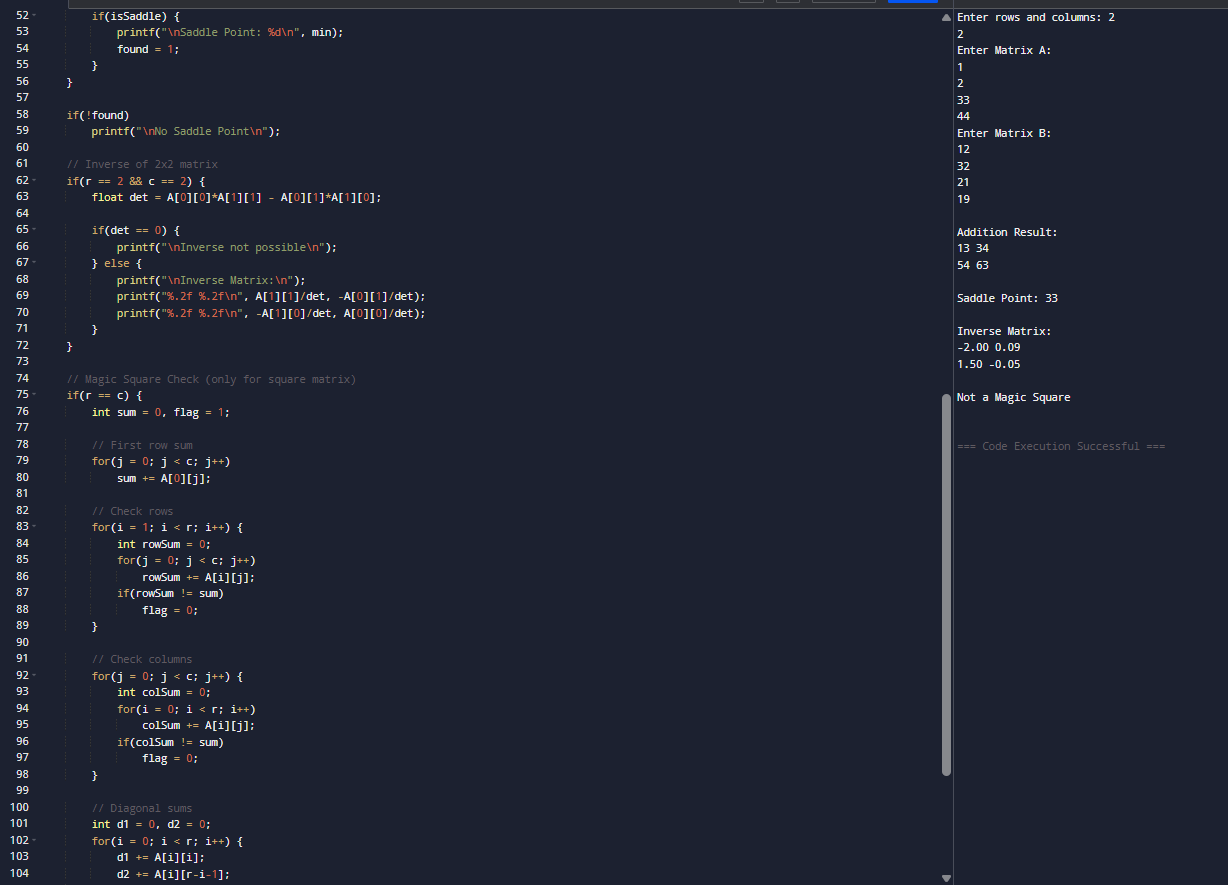 52 if(isSaddle) {
53 printf("\nSaddle Point: %d\n", min);
54 found = 1;
55 }
56 }
57
58 if(!found)
59 printf("\nNo Saddle Point\n");
60
61 // Inverse of 2x2 matrix
62 if(r == 2 && c == 2) {
63 float det = A[0][0]*A[1][1] - A[0][1]*A[1][0];
64
65 if(det == 0) {
66 printf("\nInverse not possible\n");
67 } else {
68 printf("\nInverse Matrix:\n");
69 printf("%.2f %.2f\n", A[1][1]/det, -A[0][1]/det);
70 printf("%.2f %.2f\n", -A[1][0]/det, A[0][0]/det);
71 }
72 }
73
74 // Magic Square Check (only for square matrix)
75 if(r == c) {
76 int sum = 0, flag = 1;
77
78 // First row sum
79 for(j = 0; j < c; j++)
80 sum += A[0][j];
81
82 // Check rows
83 for(i = 1; i < r; i++) {
84 int rowSum = 0;
85 for(j = 0; j < c; j++)
86 rowSum += A[i][j];
87 if(rowSum != sum)
88 flag = 0;
89 }
90
91 // Check columns
92 for(j = 0; j < c; j++) {
93 int colSum = 0;
94 for(i = 0; i < r; i++)
95 colSum += A[i][j];
96 if(colSum != sum)
97 flag = 0;
98 }
99
100 // Diagonal sums
101 int d1 = 0, d2 = 0;
102 for(i = 0; i < r; i++) {
103 d1 += A[i][i];
104 d2 += A[i][r-i-1];
Enter rows and columns: 2
2
Enter Matrix A:
1
2
33
44
Enter Matrix B:
12
32
21
19
Addition Result:
13 34
54 63
Saddle Point: 33
Inverse Matrix:
-2.00 0.09
1.50 -0.05
Not a Magic Square
=== Code Execution Successful ===